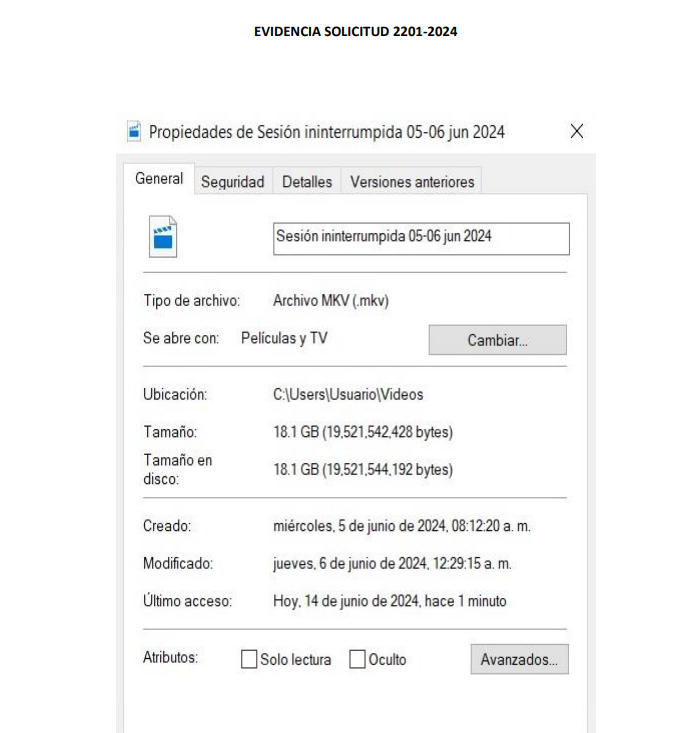 EVIDENCIA SOLICITUD 2201-2024
Propiedades de Sesión ininterrumpida 05-06 jun 2024
General Seguridad Detalles Versiones anteriores
Sesión ininterrumpida 05-06 jun 2024
Tipo de archivo: Archivo MKV (.mkv)
Se abre con: Películas y TV Cambiar...
Ubicación: C:\Users\Usuario\Videos
Tamaño: 18.1 GB (19,521,542,428 bytes)
Tamaño en
disco: 18.1 GB (19,521,544,192 bytes)
Creado: miércoles, 5 de junio de 2024, 08:12:20 a. m.
Modificado: jueves, 6 de junio de 2024, 12:29:15 a. m.
Último acceso: Hoy, 14 de junio de 2024, hace 1 minuto
Atributos: Solo lectura Oculto Avanzados...